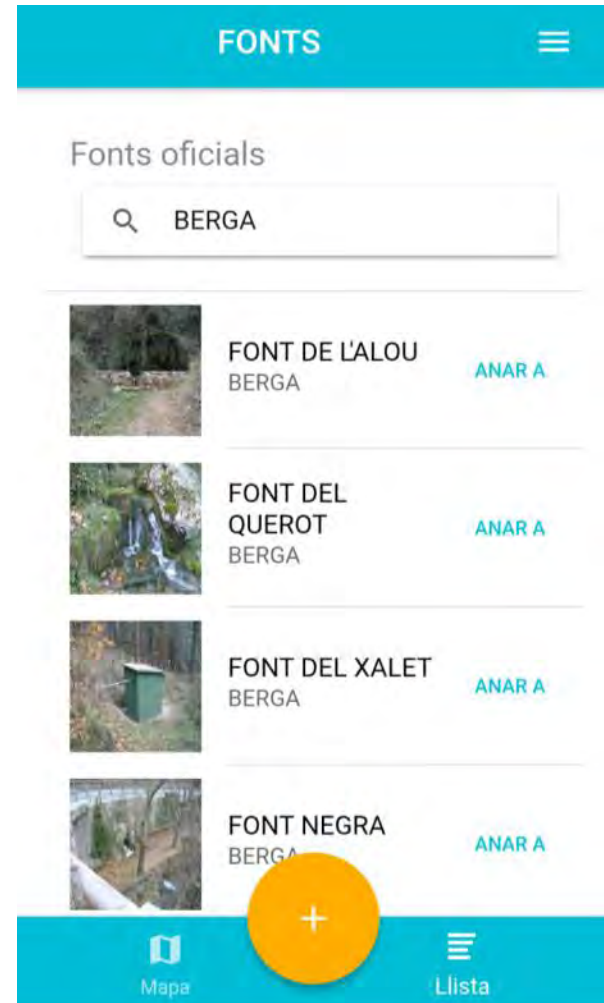 FONTS
Fonts oficials
BERGA
FONT DE L'ALOU
BERGA
ANAR A
FONT DEL
QUEROT
BERGA
ANAR A
FONT DEL XALET
BERGA
ANAR A
FONT NEGRA
BERGA
ANAR A
+
Mapa
Llista